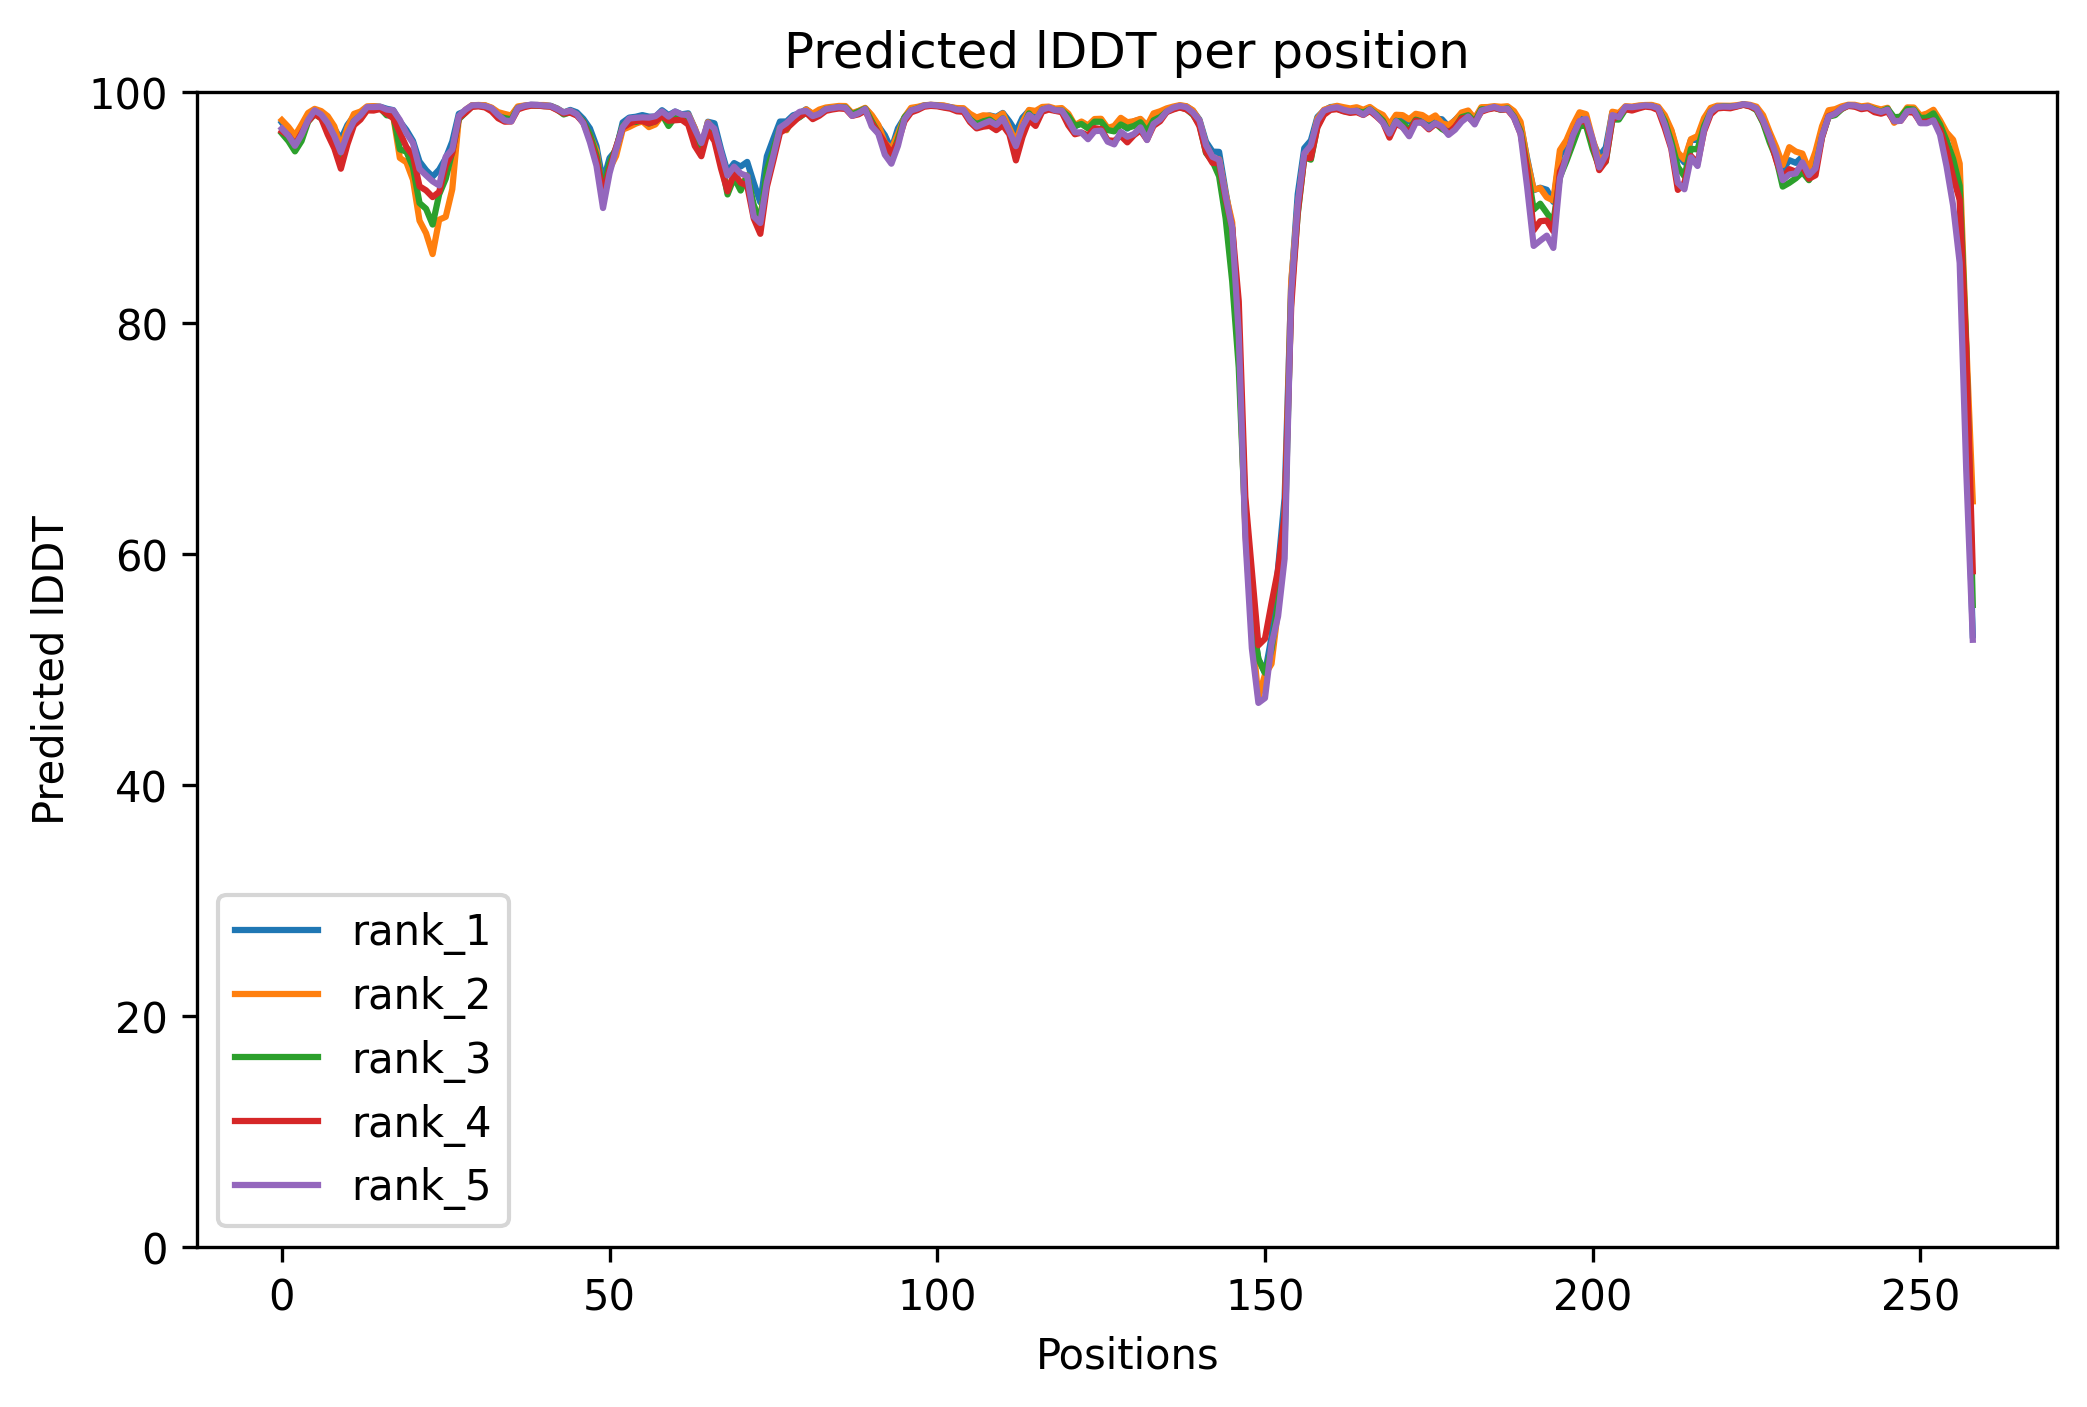 Predicted lDDT per position
100
80
60
40
20
0
Predicted lDDT
rank_1
rank_2
rank_3
rank_4
rank_5
0 50 100 150 200 250
Positions